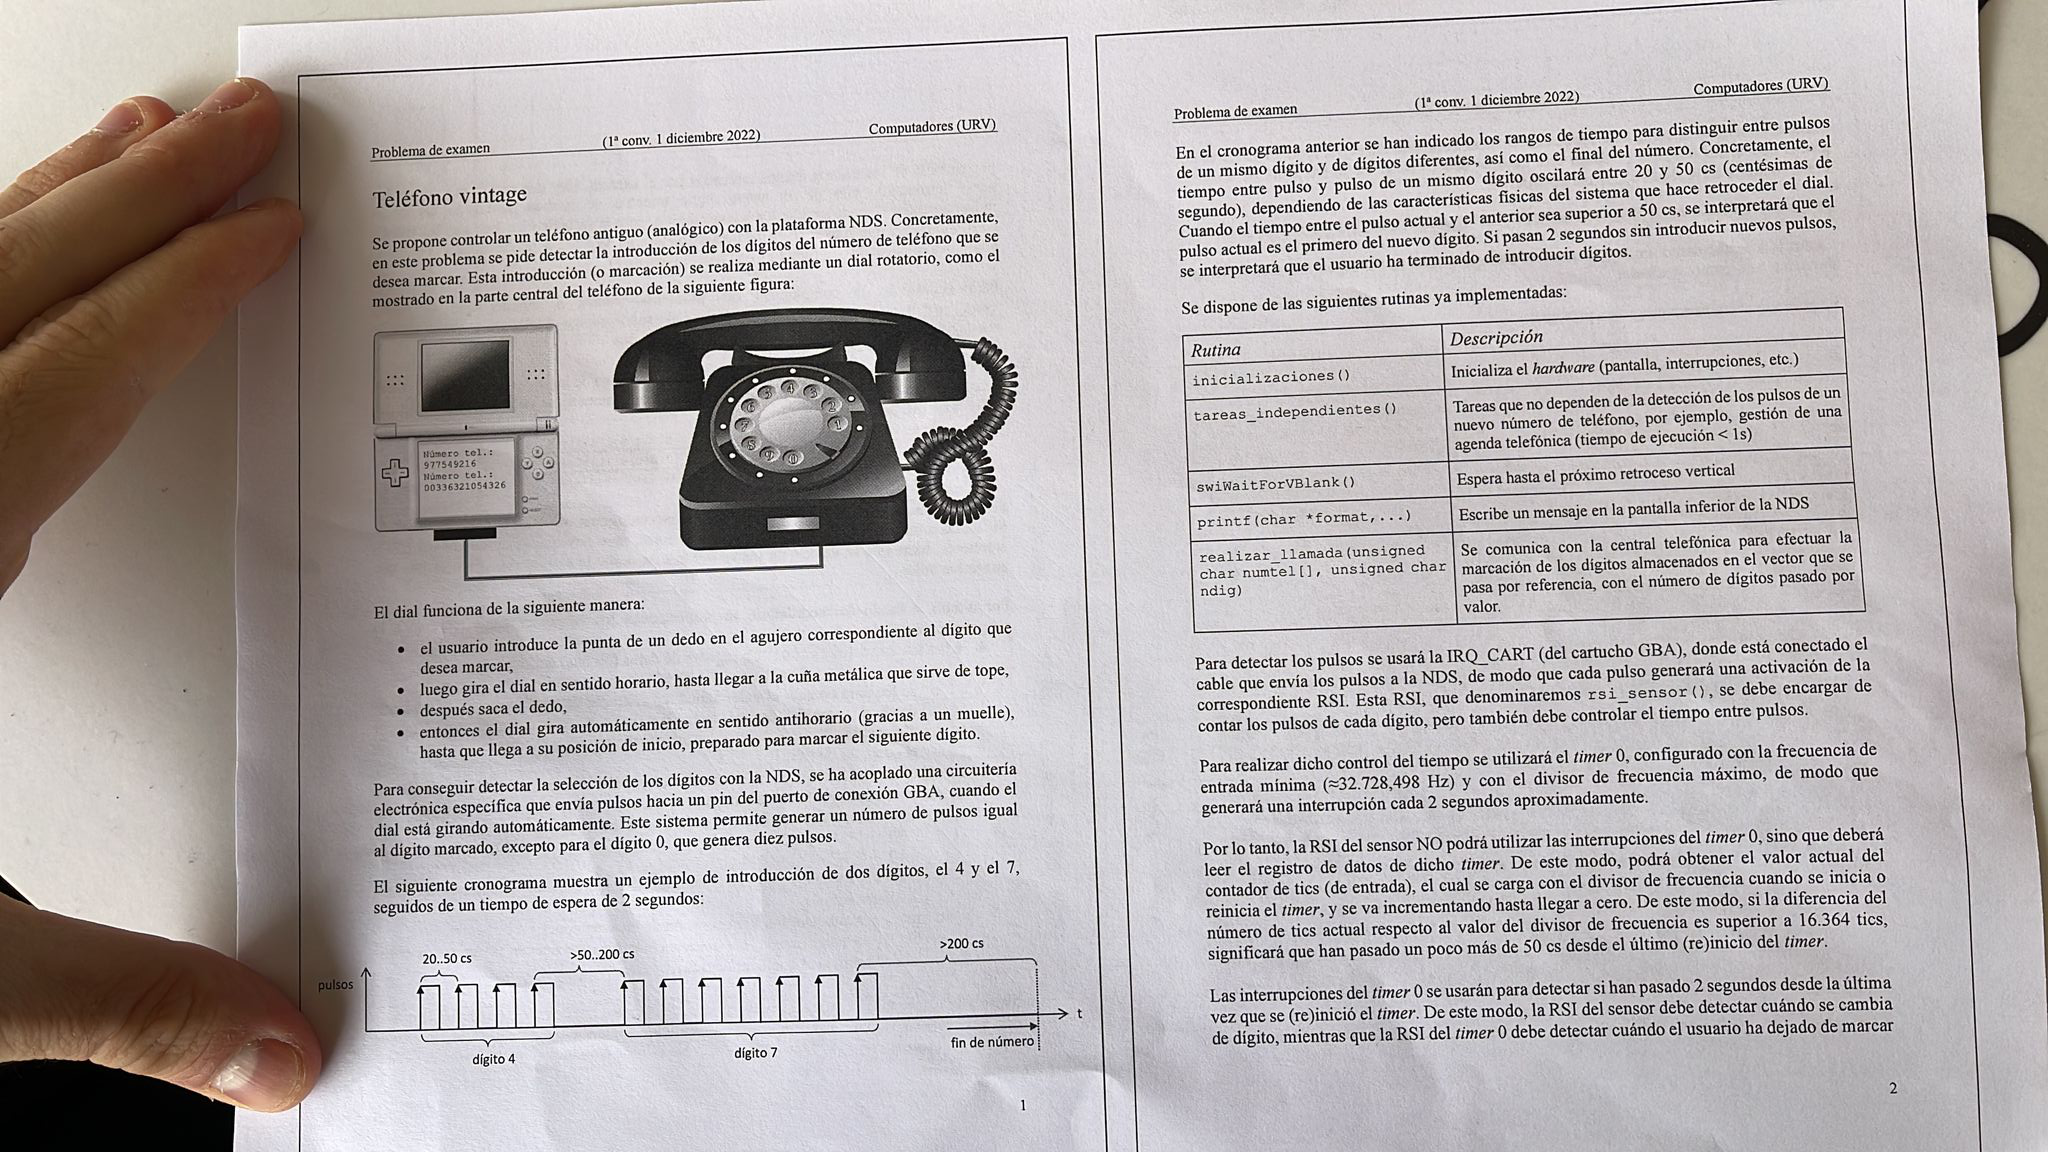 Problema de examen (1ª conv. 1 diciembre 2022) Computadores (URV)
Teléfono vintage
Se propone controlar un teléfono antiguo (analógico) con la plataforma NDS. Concretamente,
en este problema se pide detectar la introducción de los dígitos del número de teléfono que se
desea marcar. Esta introducción (o marcación) se realiza mediante un dial rotatorio, como el
mostrado en la parte central del teléfono de la siguiente figura:
Número tel.:
977549216
Número tel.:
00336321054326
El dial funciona de la siguiente manera:
• el usuario introduce la punta de un dedo en el agujero correspondiente al dígito que
desea marcar,
• luego gira el dial en sentido horario, hasta llegar a la cuña metálica que sirve de tope,
• después saca el dedo,
• entonces el dial gira automáticamente en sentido antihorario (gracias a un muelle),
hasta que llega a su posición de inicio, preparado para marcar el siguiente dígito.
Para conseguir detectar la selección de los dígitos con la NDS, se ha acoplado una circuitería
electrónica específica que envía pulsos hacia un pin del puerto de conexión GBA, cuando el
dial está girando automáticamente. Este sistema permite generar un número de pulsos igual
al dígito marcado, excepto para el dígito 0, que genera diez pulsos.
El siguiente cronograma muestra un ejemplo de introducción de dos dígitos, el 4 y el 7,
seguidos de un tiempo de espera de 2 segundos:
20..50 cs
>50..200 cs
>200 cs
pulsos
t
dígito 4
dígito 7
fin de número
1
Problema de examen (1ª conv. 1 diciembre 2022) Computadores (URV)
En el cronograma anterior se han indicado los rangos de tiempo para distinguir entre pulsos
de un mismo dígito y de dígitos diferentes, así como el final del número. Concretamente, el
tiempo entre pulso y pulso de un mismo dígito oscilará entre 20 y 50 cs (centésimas de
segundo), dependiendo de las características físicas del sistema que hace retroceder el dial.
Cuando el tiempo entre el pulso actual y el anterior sea superior a 50 cs, se interpretará que el
pulso actual es el primero del nuevo dígito. Si pasan 2 segundos sin introducir nuevos pulsos,
se interpretará que el usuario ha terminado de introducir dígitos.
Se dispone de las siguientes rutinas ya implementadas:
Rutina Descripción
inicializaciones() Inicializa el hardware (pantalla, interrupciones, etc.)
tareas_independientes() Tareas que no dependen de la detección de los pulsos de un
nuevo número de teléfono, por ejemplo, gestión de una
agenda telefónica (tiempo de ejecución < 1s)
swiWaitForVBlank() Espera hasta el próximo retroceso vertical
printf(char *format,...) Escribe un mensaje en la pantalla inferior de la NDS
realizar_llamada(unsigned Se comunica con la central telefónica para efectuar la
char numtel[], unsigned char marcación de los dígitos almacenados en el vector que se
ndig) pasa por referencia, con el número de dígitos pasado por
valor.
Para detectar los pulsos se usará la IRQ_CART (del cartucho GBA), donde está conectado el
cable que envía los pulsos a la NDS, de modo que cada pulso generará una activación de la
correspondiente RSI. Esta RSI, que denominaremos rsi_sensor(), se debe encargar de
contar los pulsos de cada dígito, pero también debe controlar el tiempo entre pulsos.
Para realizar dicho control del tiempo se utilizará el timer 0, configurado con la frecuencia de
entrada mínima (≈32.728,498 Hz) y con el divisor de frecuencia máximo, de modo que
generará una interrupción cada 2 segundos aproximadamente.
Por lo tanto, la RSI del sensor NO podrá utilizar las interrupciones del timer 0, sino que deberá
leer el registro de datos de dicho timer. De este modo, podrá obtener el valor actual del
contador de tics (de entrada), el cual se carga con el divisor de frecuencia cuando se inicia o
reinicia el timer, y se va incrementando hasta llegar a cero. De este modo, si la diferencia del
número de tics actual respecto al valor del divisor de frecuencia es superior a 16.364 tics,
significará que han pasado un poco más de 50 cs desde el último (re)inicio del timer.
Las interrupciones del timer 0 se usarán para detectar si han pasado 2 segundos desde la última
vez que se (re)inició el timer. De este modo, la RSI del sensor debe detectar cuándo se cambia
de dígito, mientras que la RSI del timer 0 debe detectar cuándo el usuario ha dejado de marcar
2